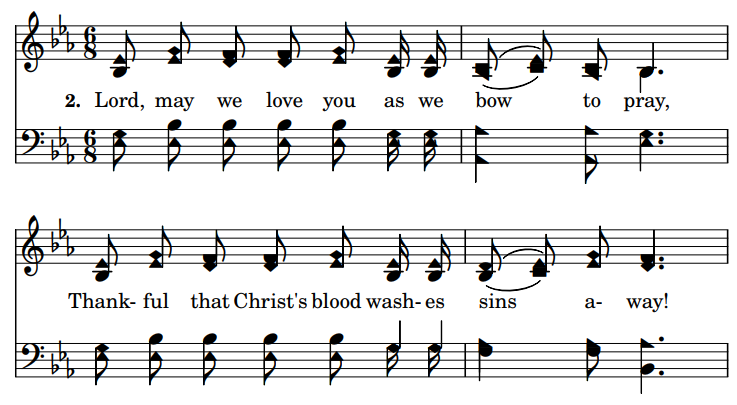 2. Lord, may we love you as we bow to pray,
Thank- ful that Christ's blood wash- es sins a- way!